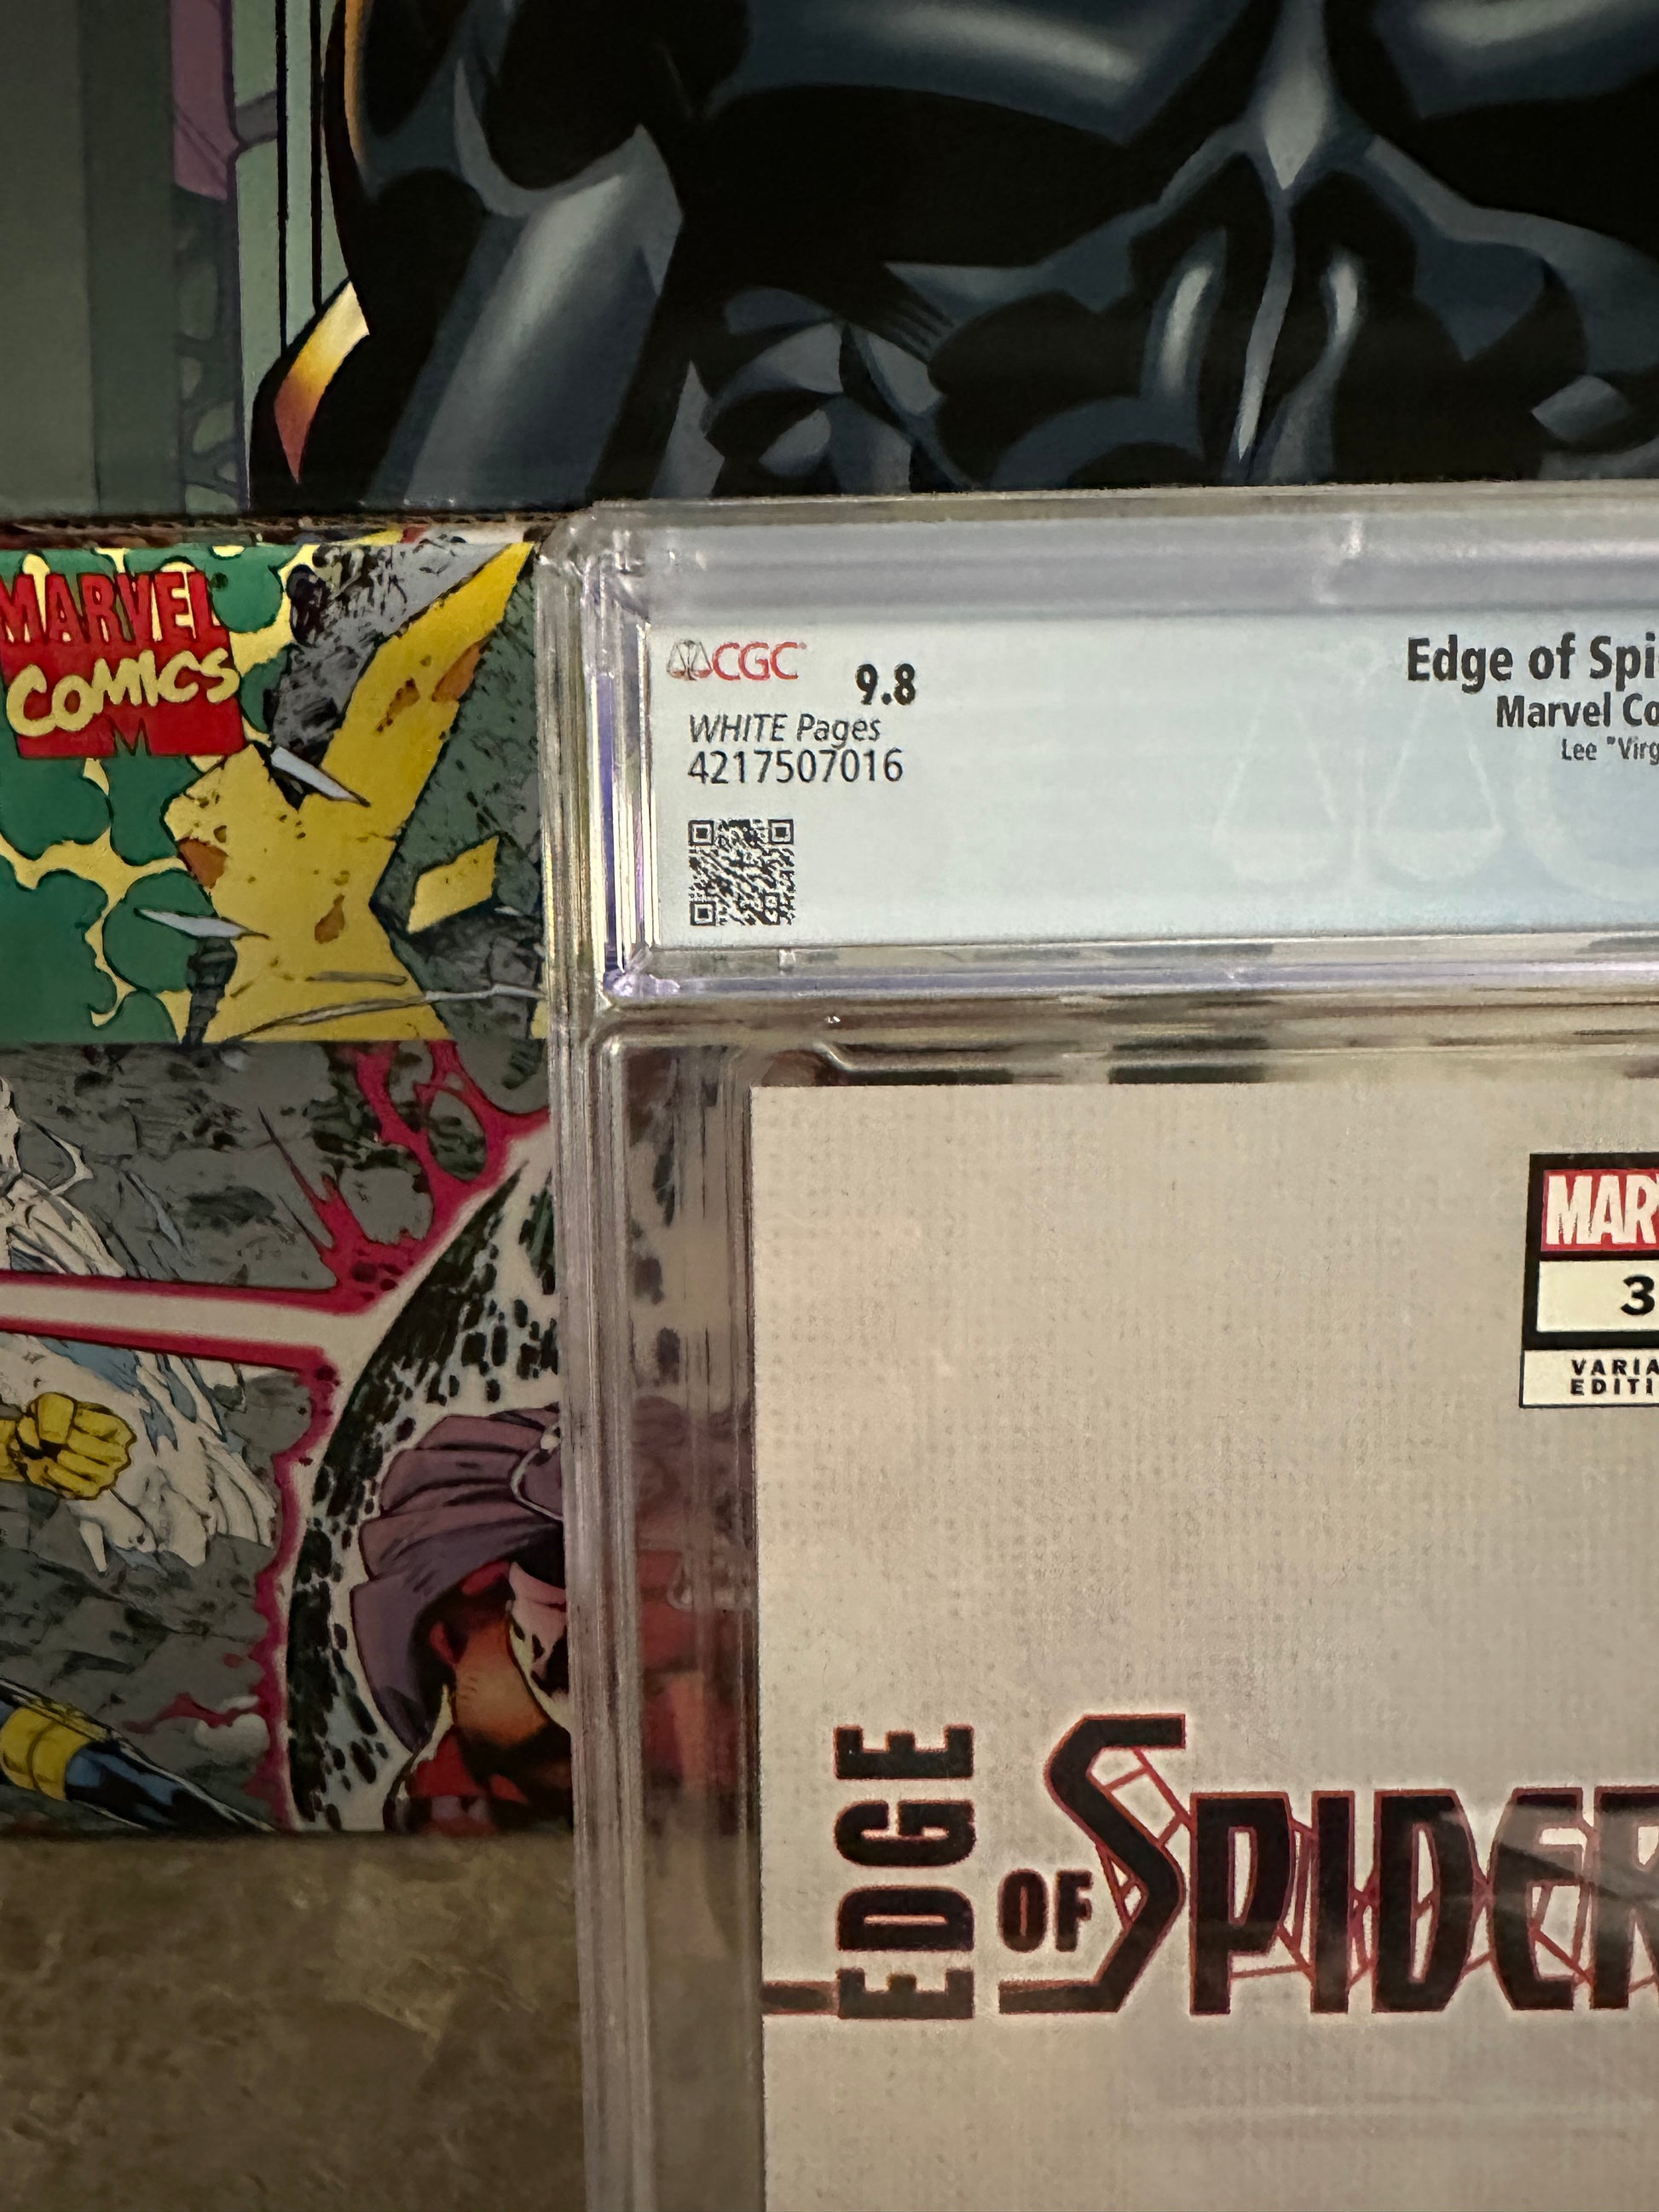 MARVEL
COMICS
CGC
9.8
WHITE Pages
4217507016
Edge of Spi
Marvel Co
Lee "Virg
MAR
3
VARIA
EDITI
EDGE
OF SPIDER